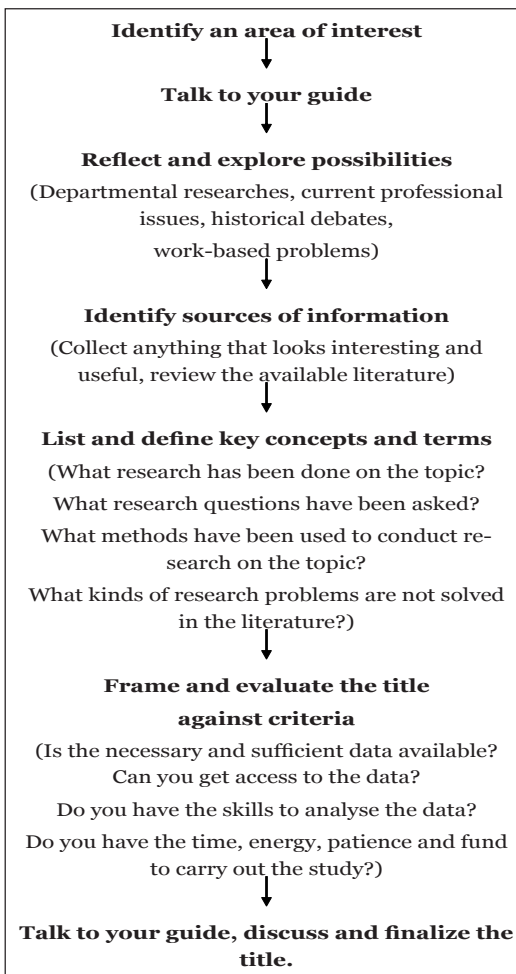 Identify an area of interest
Talk to your guide
Reflect and explore possibilities
(Departmental researches, current professional
issues, historical debates,
work-based problems)
Identify sources of information
(Collect anything that looks interesting and
useful, review the available literature)
List and define key concepts and terms
(What research has been done on the topic?
What research questions have been asked?
What methods have been used to conduct re-
search on the topic?
What kinds of research problems are not solved
in the literature?)
Frame and evaluate the title
against criteria
(Is the necessary and sufficient data available?
Can you get access to the data?
Do you have the skills to analyse the data?
Do you have the time, energy, patience and fund
to carry out the study?)
Talk to your guide, discuss and finalize the
title.